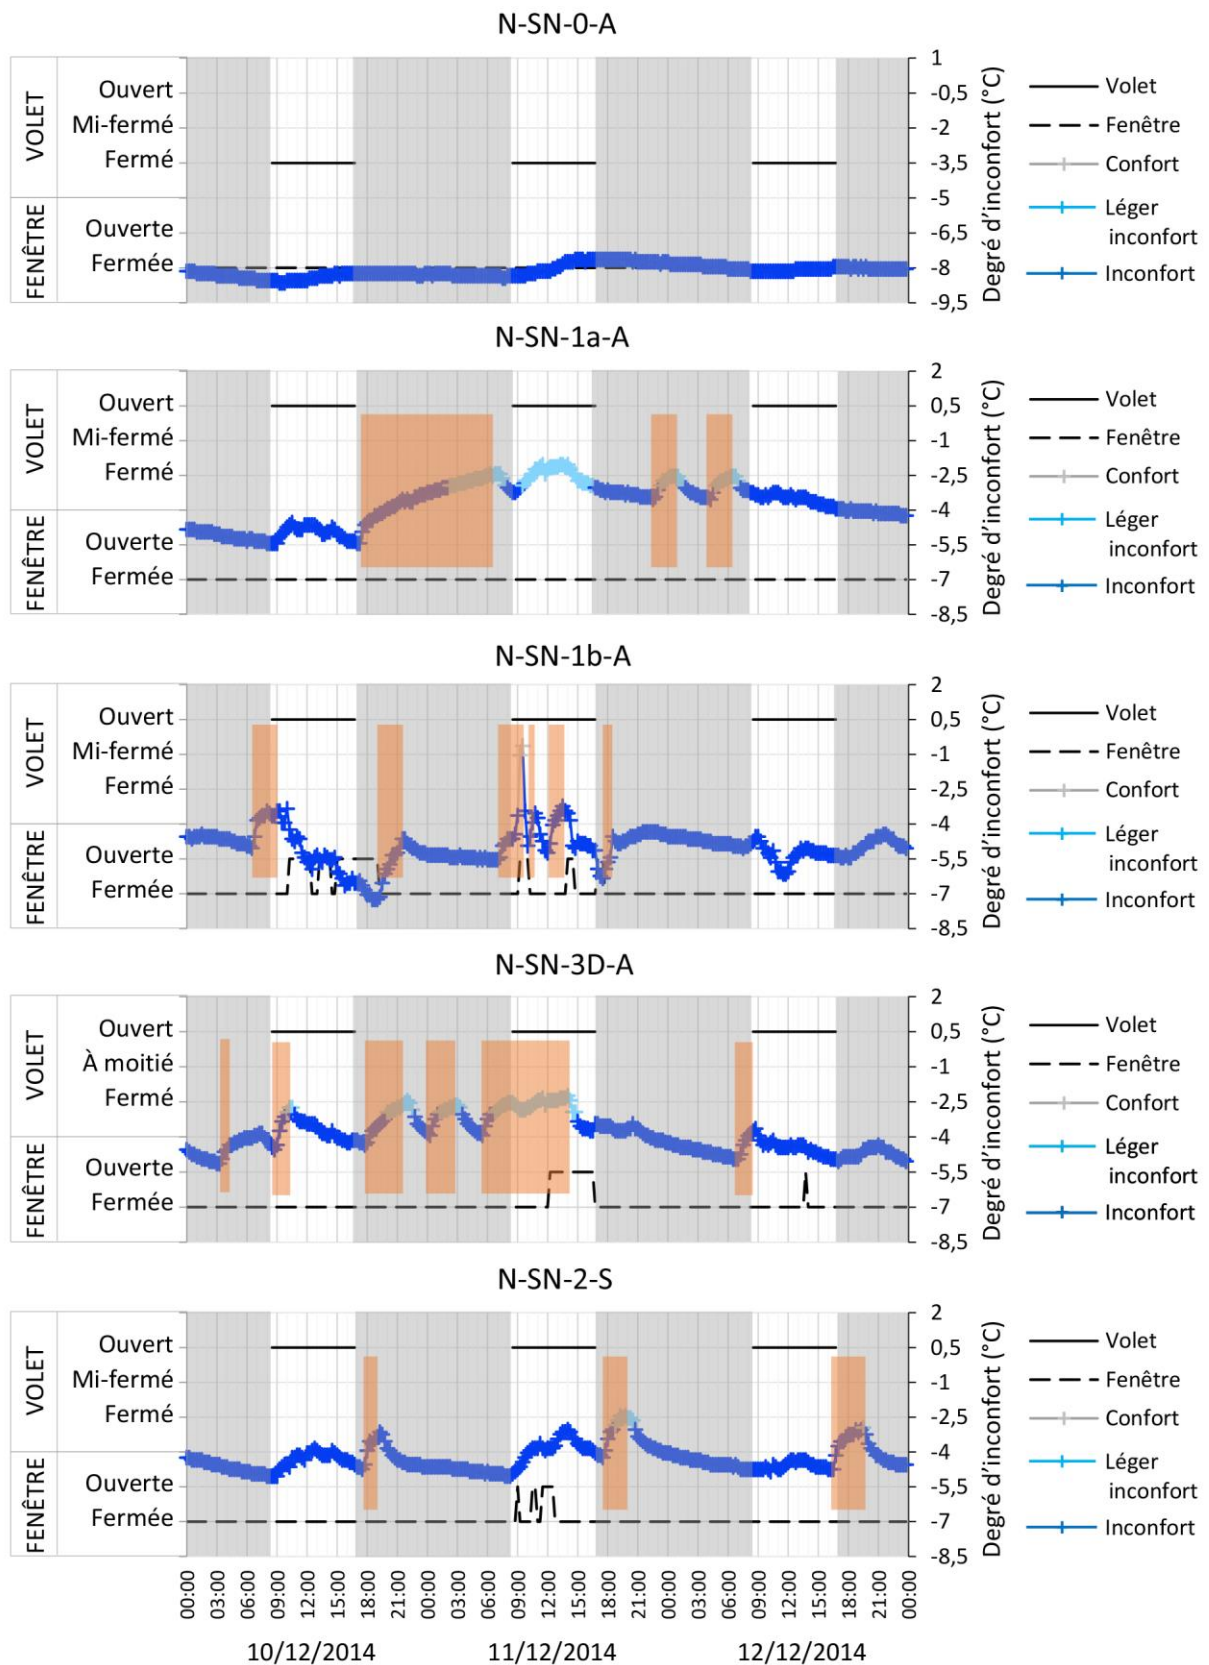 N-SN-0-A
VOLET
Ouvert
Mi-fermé
Fermé
FENÊTRE
Ouverte
Fermée
1
-0,5
-2
-3,5
-5
-6,5
-8
-9,5
Degré d'inconfort (°C)
Volet
Fenêtre
Confort
Léger
inconfort
Inconfort
N-SN-1a-A
VOLET
Ouvert
Mi-fermé
Fermé
FENÊTRE
Ouverte
Fermée
2
0,5
-1
-2,5
-4
-5,5
-7
-8,5
Degré d'inconfort (°C)
Volet
Fenêtre
Confort
Léger
inconfort
Inconfort
N-SN-1b-A
VOLET
Ouvert
Mi-fermé
Fermé
FENÊTRE
Ouverte
Fermée
2
0,5
-1
-2,5
-4
-5,5
-7
-8,5
Degré d'inconfort (°C)
Volet
Fenêtre
Confort
Léger
inconfort
Inconfort
N-SN-3D-A
VOLET
Ouvert
À moitié
Fermé
FENÊTRE
Ouverte
Fermée
2
0,5
-1
-2,5
-4
-5,5
-7
-8,5
Degré d'inconfort (°C)
Volet
Fenêtre
Confort
Léger
inconfort
Inconfort
N-SN-2-S
VOLET
Ouvert
Mi-fermé
Fermé
FENÊTRE
Ouverte
Fermée
2
0,5
-1
-2,5
-4
-5,5
-7
-8,5
Degré d'inconfort (°C)
Volet
Fenêtre
Confort
Léger
inconfort
Inconfort
00:00 03:00 06:00 09:00 12:00 15:00 18:00 21:00 00:00 03:00 06:00 09:00 12:00 15:00 18:00 21:00 00:00 03:00 06:00 09:00 12:00 15:00 18:00 21:00 00:00
10/12/2014 11/12/2014 12/12/2014